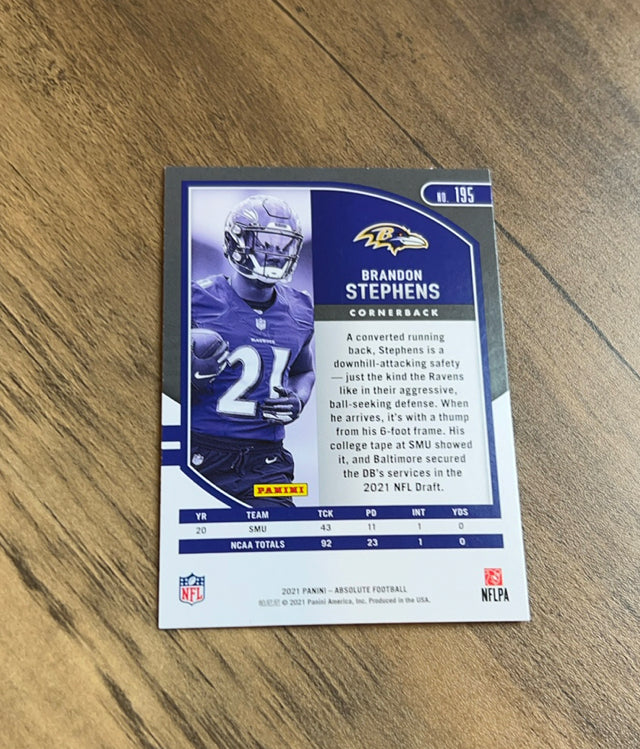 NO. 195
BRANDON
STEPHENS
CORNERBACK
A converted running
back, Stephens is a
downhill-attacking safety
— just the kind the Ravens
like in their aggressive,
ball-seeking defense. When
he arrives, it's with a thump
from his 6-foot frame. His
college tape at SMU showed
it, and Baltimore secured
the DB's services in the
2021 NFL Draft.
RAVENS
21
PANINI
YR TEAM TCK PD INT YDS
20 SMU 43 11 1 0
NCAA TOTALS 92 23 1 0
2021 PANINI – ABSOLUTE FOOTBALL
帕尼尼 © 2021 Panini America, Inc. Produced in the USA.
NFL
NFLPA